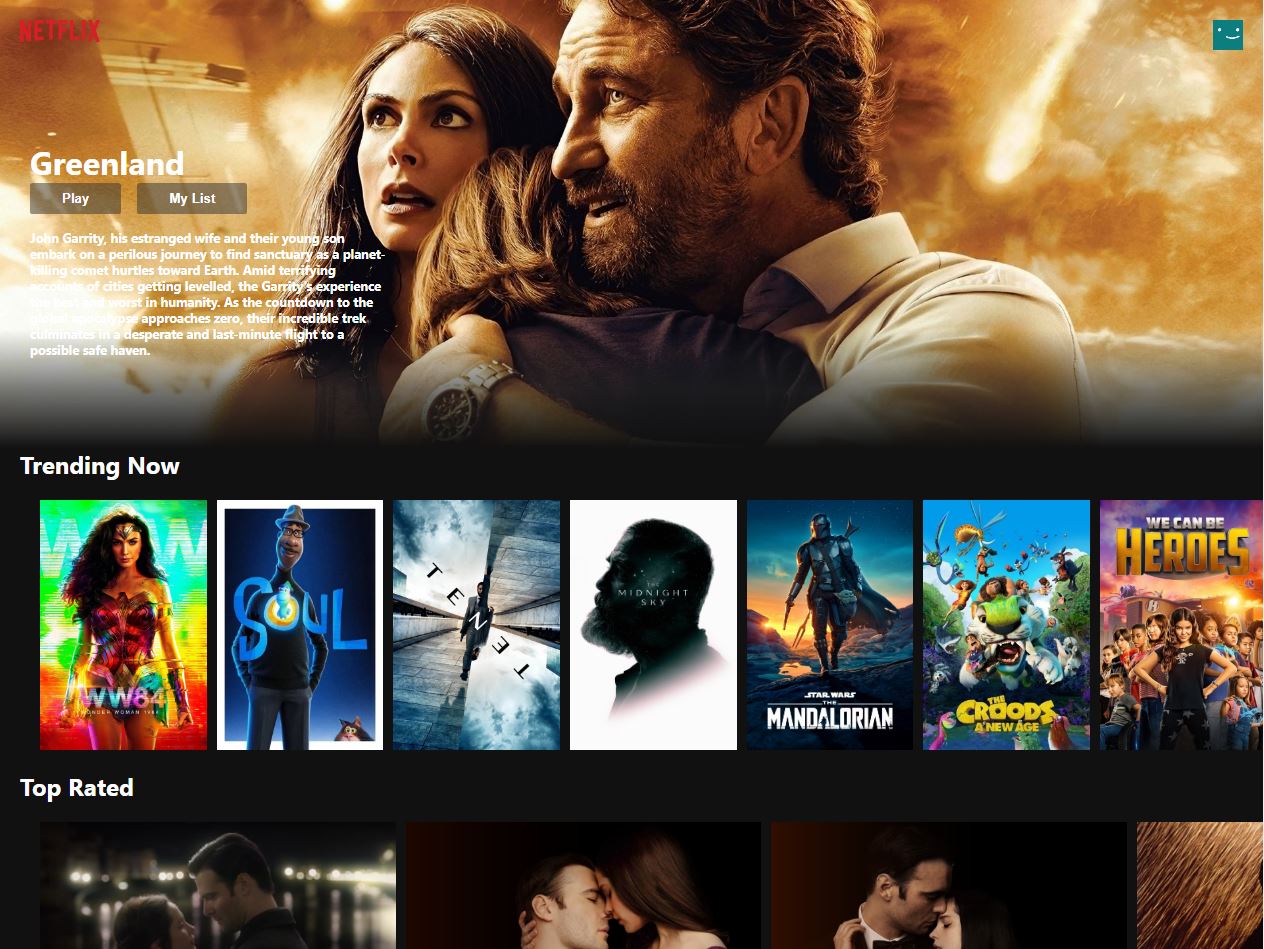 NETFLIX
Greenland
Play
My List
John Garrity, his estranged wife and their young son
embark on a perilous journey to find sanctuary as a planet-
killing comet hurtles toward Earth. Amid terrifying
accounts of cities getting levelled, the Garrity's experience
the best and worst in humanity. As the countdown to the
global apocalypse approaches zero, their incredible trek
culminates in a desperate and last-minute flight to a
possible safe haven.
Trending Now
WW84
WONDER WOMAN 1984
SOUL
TENET
THE
MIDNIGHT
SKY
STAR WARS
THE
MANDALORIAN
THE
CROODS
A NEW AGE
WE CAN BE
HEROES
Top Rated